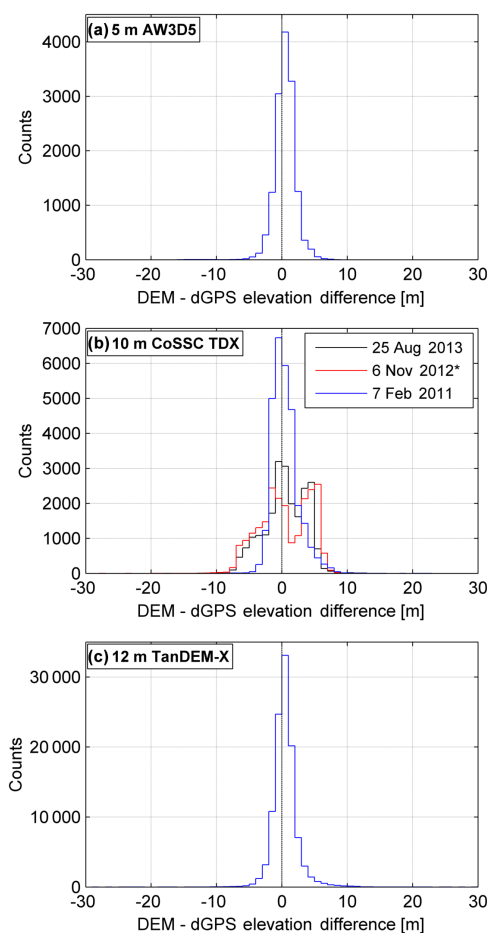 (a) 5 m AW3D5
4000
3000
2000
1000
0
Counts
-30 -20 -10 0 10 20 30
DEM - dGPS elevation difference [m]
(b) 10 m CoSSC TDX
25 Aug 2013
6 Nov 2012*
7 Feb 2011
7000
6000
5000
4000
3000
2000
1000
0
Counts
-30 -20 -10 0 10 20 30
DEM - dGPS elevation difference [m]
(c) 12 m TanDEM-X
30 000
20 000
10 000
0
Counts
-30 -20 -10 0 10 20 30
DEM - dGPS elevation difference [m]